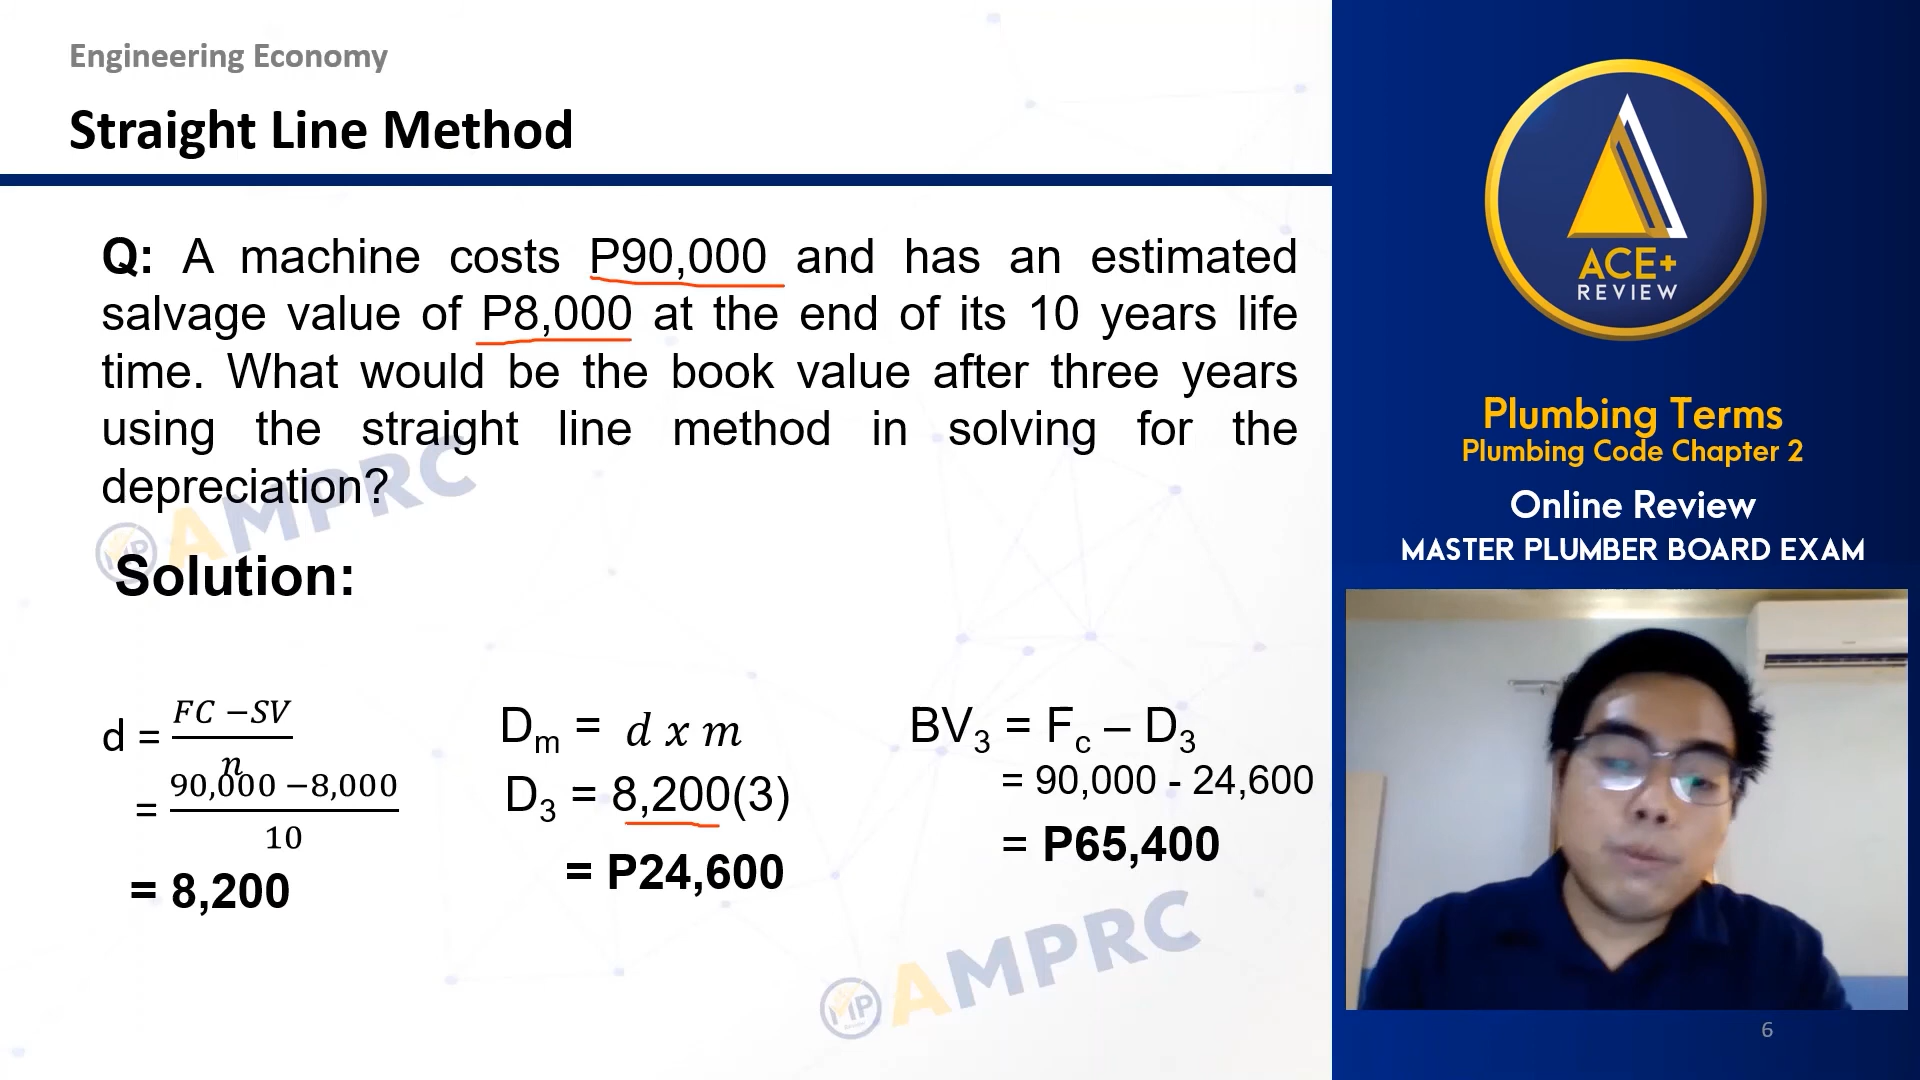 Engineering Economy
Straight Line Method
Q: A machine costs P90,000 and has an estimated
salvage value of P8,000 at the end of its 10 years life
time. What would be the book value after three years
using the straight line method in solving for the
depreciation?
MP AMPRC
Solution:
d = FC −SV / n
= 90,000 −8,000 / 10
= 8,200
Dm = d x m
D3 = 8,200(3)
= P24,600
BV3 = Fc – D3
= 90,000 - 24,600
= P65,400
MP AMPRC
ACE+
REVIEW
Plumbing Terms
Plumbing Code Chapter 2
Online Review
MASTER PLUMBER BOARD EXAM
6